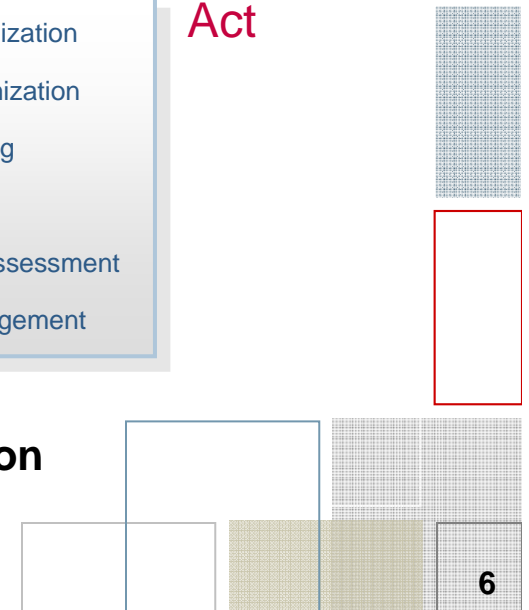 Act
ization
nization
g
ssessment
gement
on
6